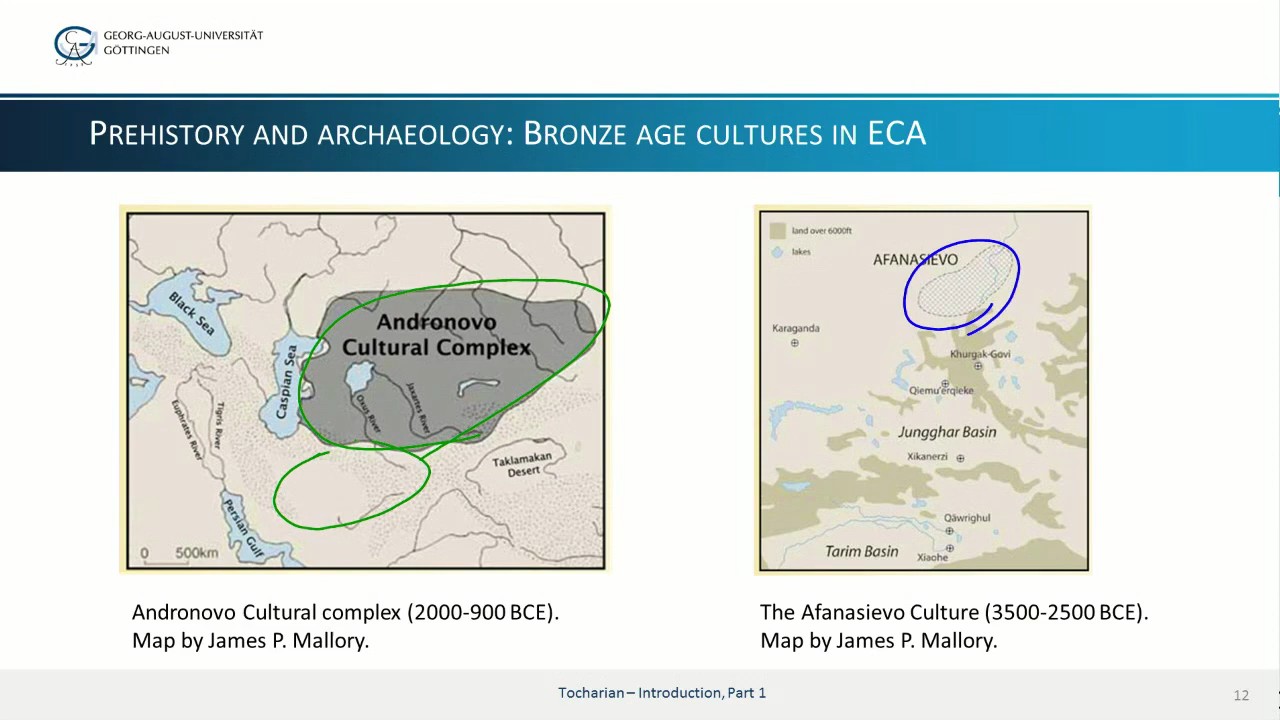 GEORG-AUGUST-UNIVERSITÄT
GÖTTINGEN
PREHISTORY AND ARCHAEOLOGY: BRONZE AGE CULTURES IN ECA
Black Sea
Caspian Sea
Andronovo
Cultural Complex
Oxus River
Jaxartes River
Euphrates River
Tigris River
Persian Gulf
Taklamakan
Desert
0 500km
land over 6000ft
lakes
AFANASIEVO
Karaganda
Khurgak-Govi
Qiemu'erqieke
Jungghar Basin
Xikanerzi
Qäwrighul
Tarim Basin
Xiaohe
Andronovo Cultural complex (2000-900 BCE).
Map by James P. Mallory.
The Afanasievo Culture (3500-2500 BCE).
Map by James P. Mallory.
Tocharian – Introduction, Part 1
12